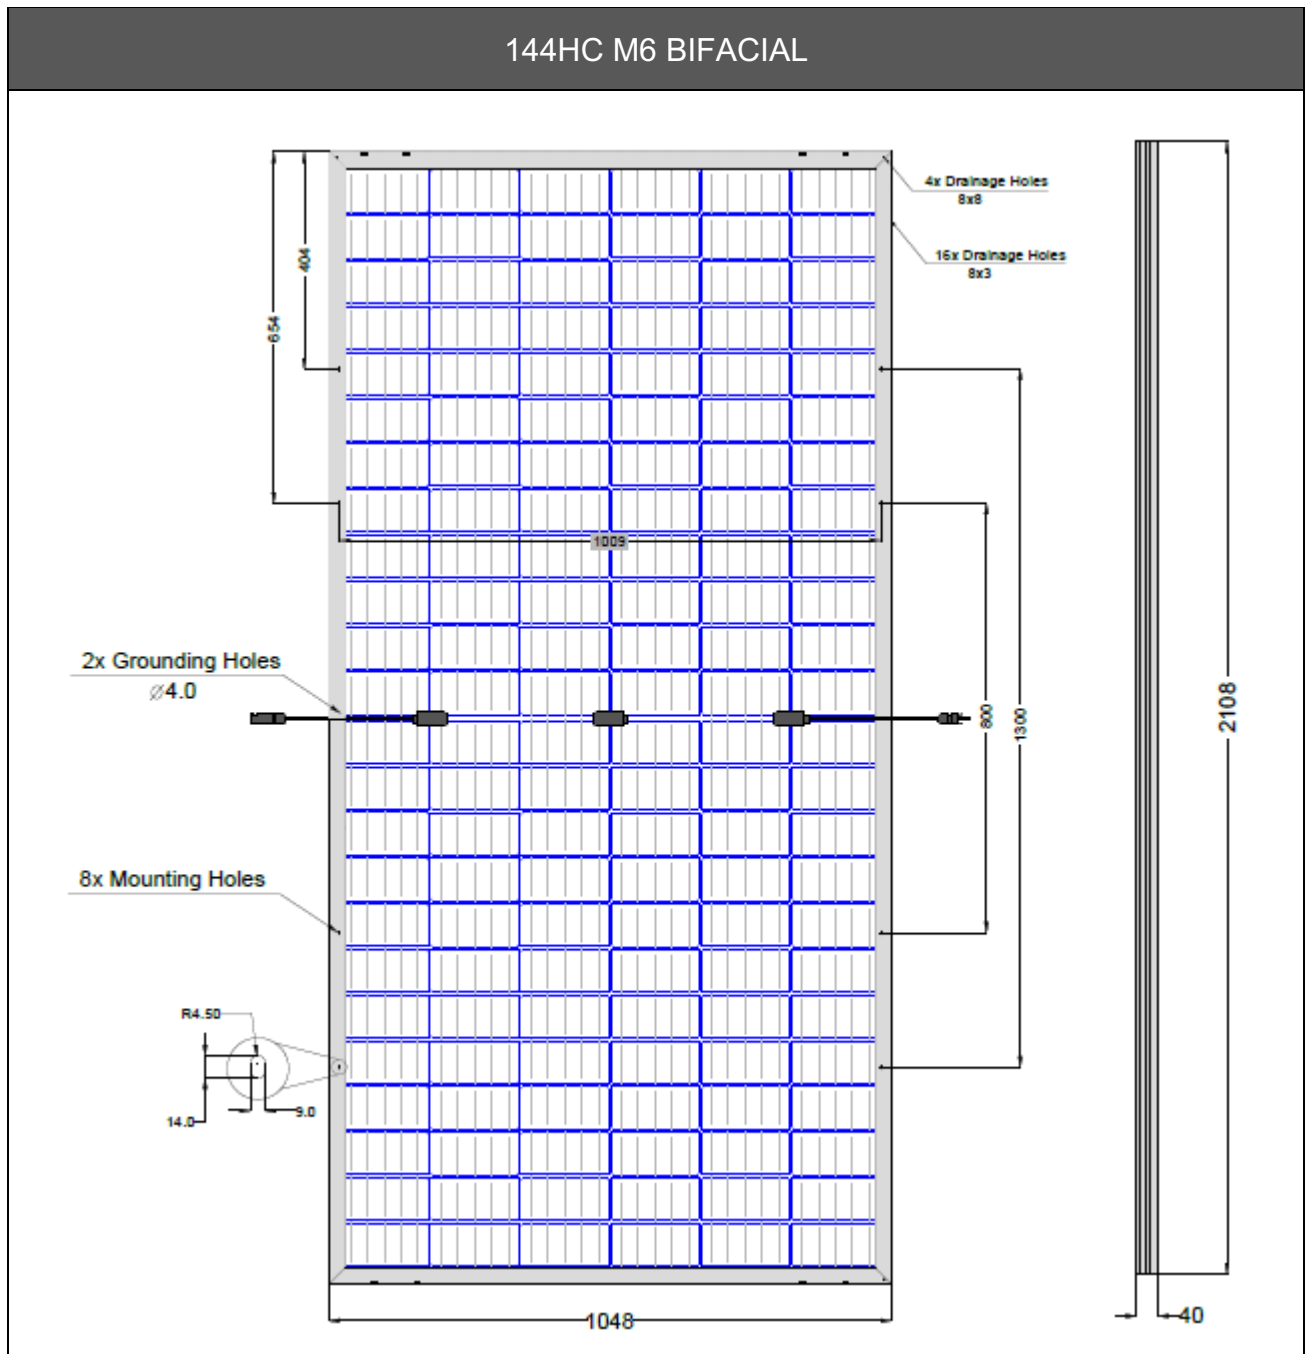 144HC M6 BIFACIAL
4x Drainage Holes
8x8
16x Drainage Holes
8x3
404
654
1009
2x Grounding Holes
⌀4.0
800
1300
2108
8x Mounting Holes
R4.50
14.0
9.0
1048
40